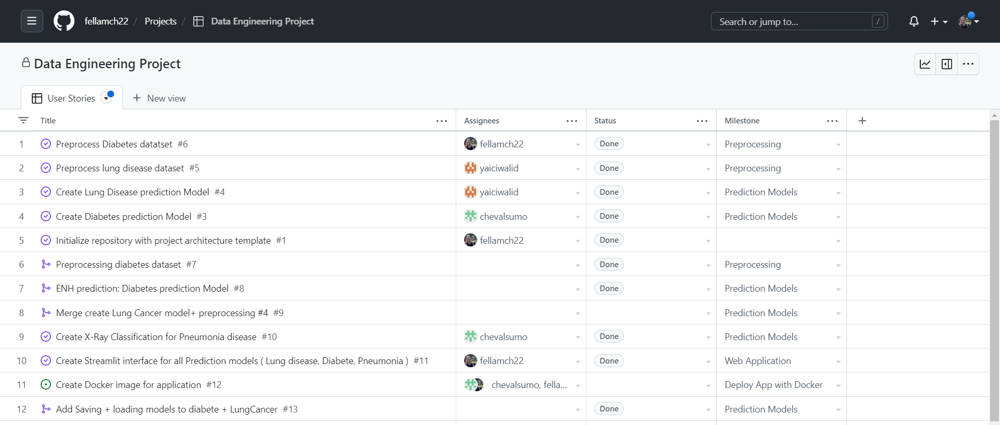 fellamch22 / Projects / Data Engineering Project
Search or jump to... /
Data Engineering Project
User Stories New view
Title Assignees Status Milestone
1 Preprocess Diabetes datatset #6 fellamch22 Done Preprocessing
2 Preprocess lung disease dataset #5 yaiciwalid Done Preprocessing
3 Create Lung Disease prediction Model #4 yaiciwalid Done Prediction Models
4 Create Diabetes prediction Model #3 chevalsumo Done Prediction Models
5 Initialize repository with project architecture template #1 fellamch22 Done
6 Preprocessing diabetes dataset #7 Done Preprocessing
7 ENH prediction: Diabetes prediction Model #8 Done Prediction Models
8 Merge create Lung Cancer model+ preprocessing #4 #9 Prediction Models
9 Create X-Ray Classification for Pneumonia disease #10 chevalsumo Done Prediction Models
10 Create Streamlit interface for all Prediction models ( Lung disease, Diabete, Pneumonia ) #11 fellamch22 Done Web Application
11 Create Docker image for application #12 chevalsumo, fella... Deploy App with Docker
12 Add Saving + loading models to diabete + LungCancer #13 Done Prediction Models